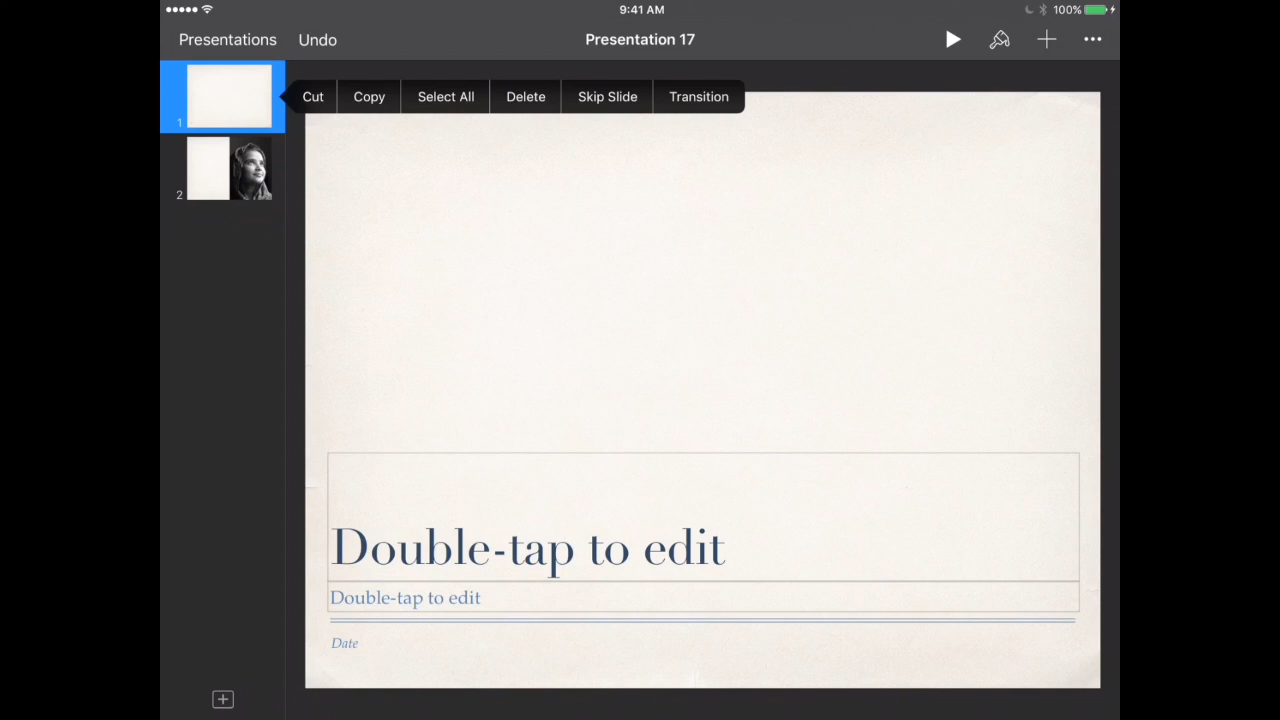 9:41 AM
100%
Presentations Undo Presentation 17
Cut Copy Select All Delete Skip Slide Transition
1
2
Double-tap to edit
Double-tap to edit
Date